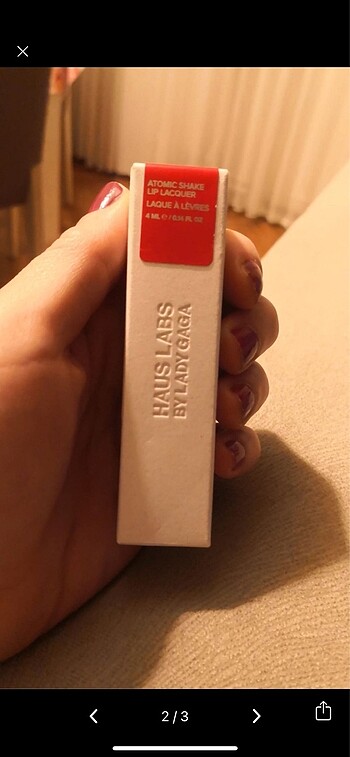 ATOMIC SHAKE
LIP LACQUER
LAQUE À LÈVRES
4 ML ℮ / 0.14 FL OZ
HAUS LABS
BY LADY GAGA
2/3